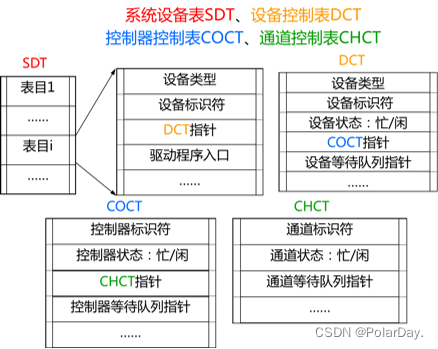 系统设备表SDT、设备控制表DCT
控制器控制表COCT、通道控制表CHCT
SDT
表目1
……
表目i
……
设备类型
设备标识符
DCT指针
驱动程序入口
……
DCT
设备类型
设备标识符
设备状态：忙/闲
COCT指针
设备等待队列指针
……
COCT
控制器标识符
控制器状态：忙/闲
CHCT指针
控制器等待队列指针
……
CHCT
通道标识符
通道状态：忙/闲
通道等待队列指针
……
CSDN @PolarDay.